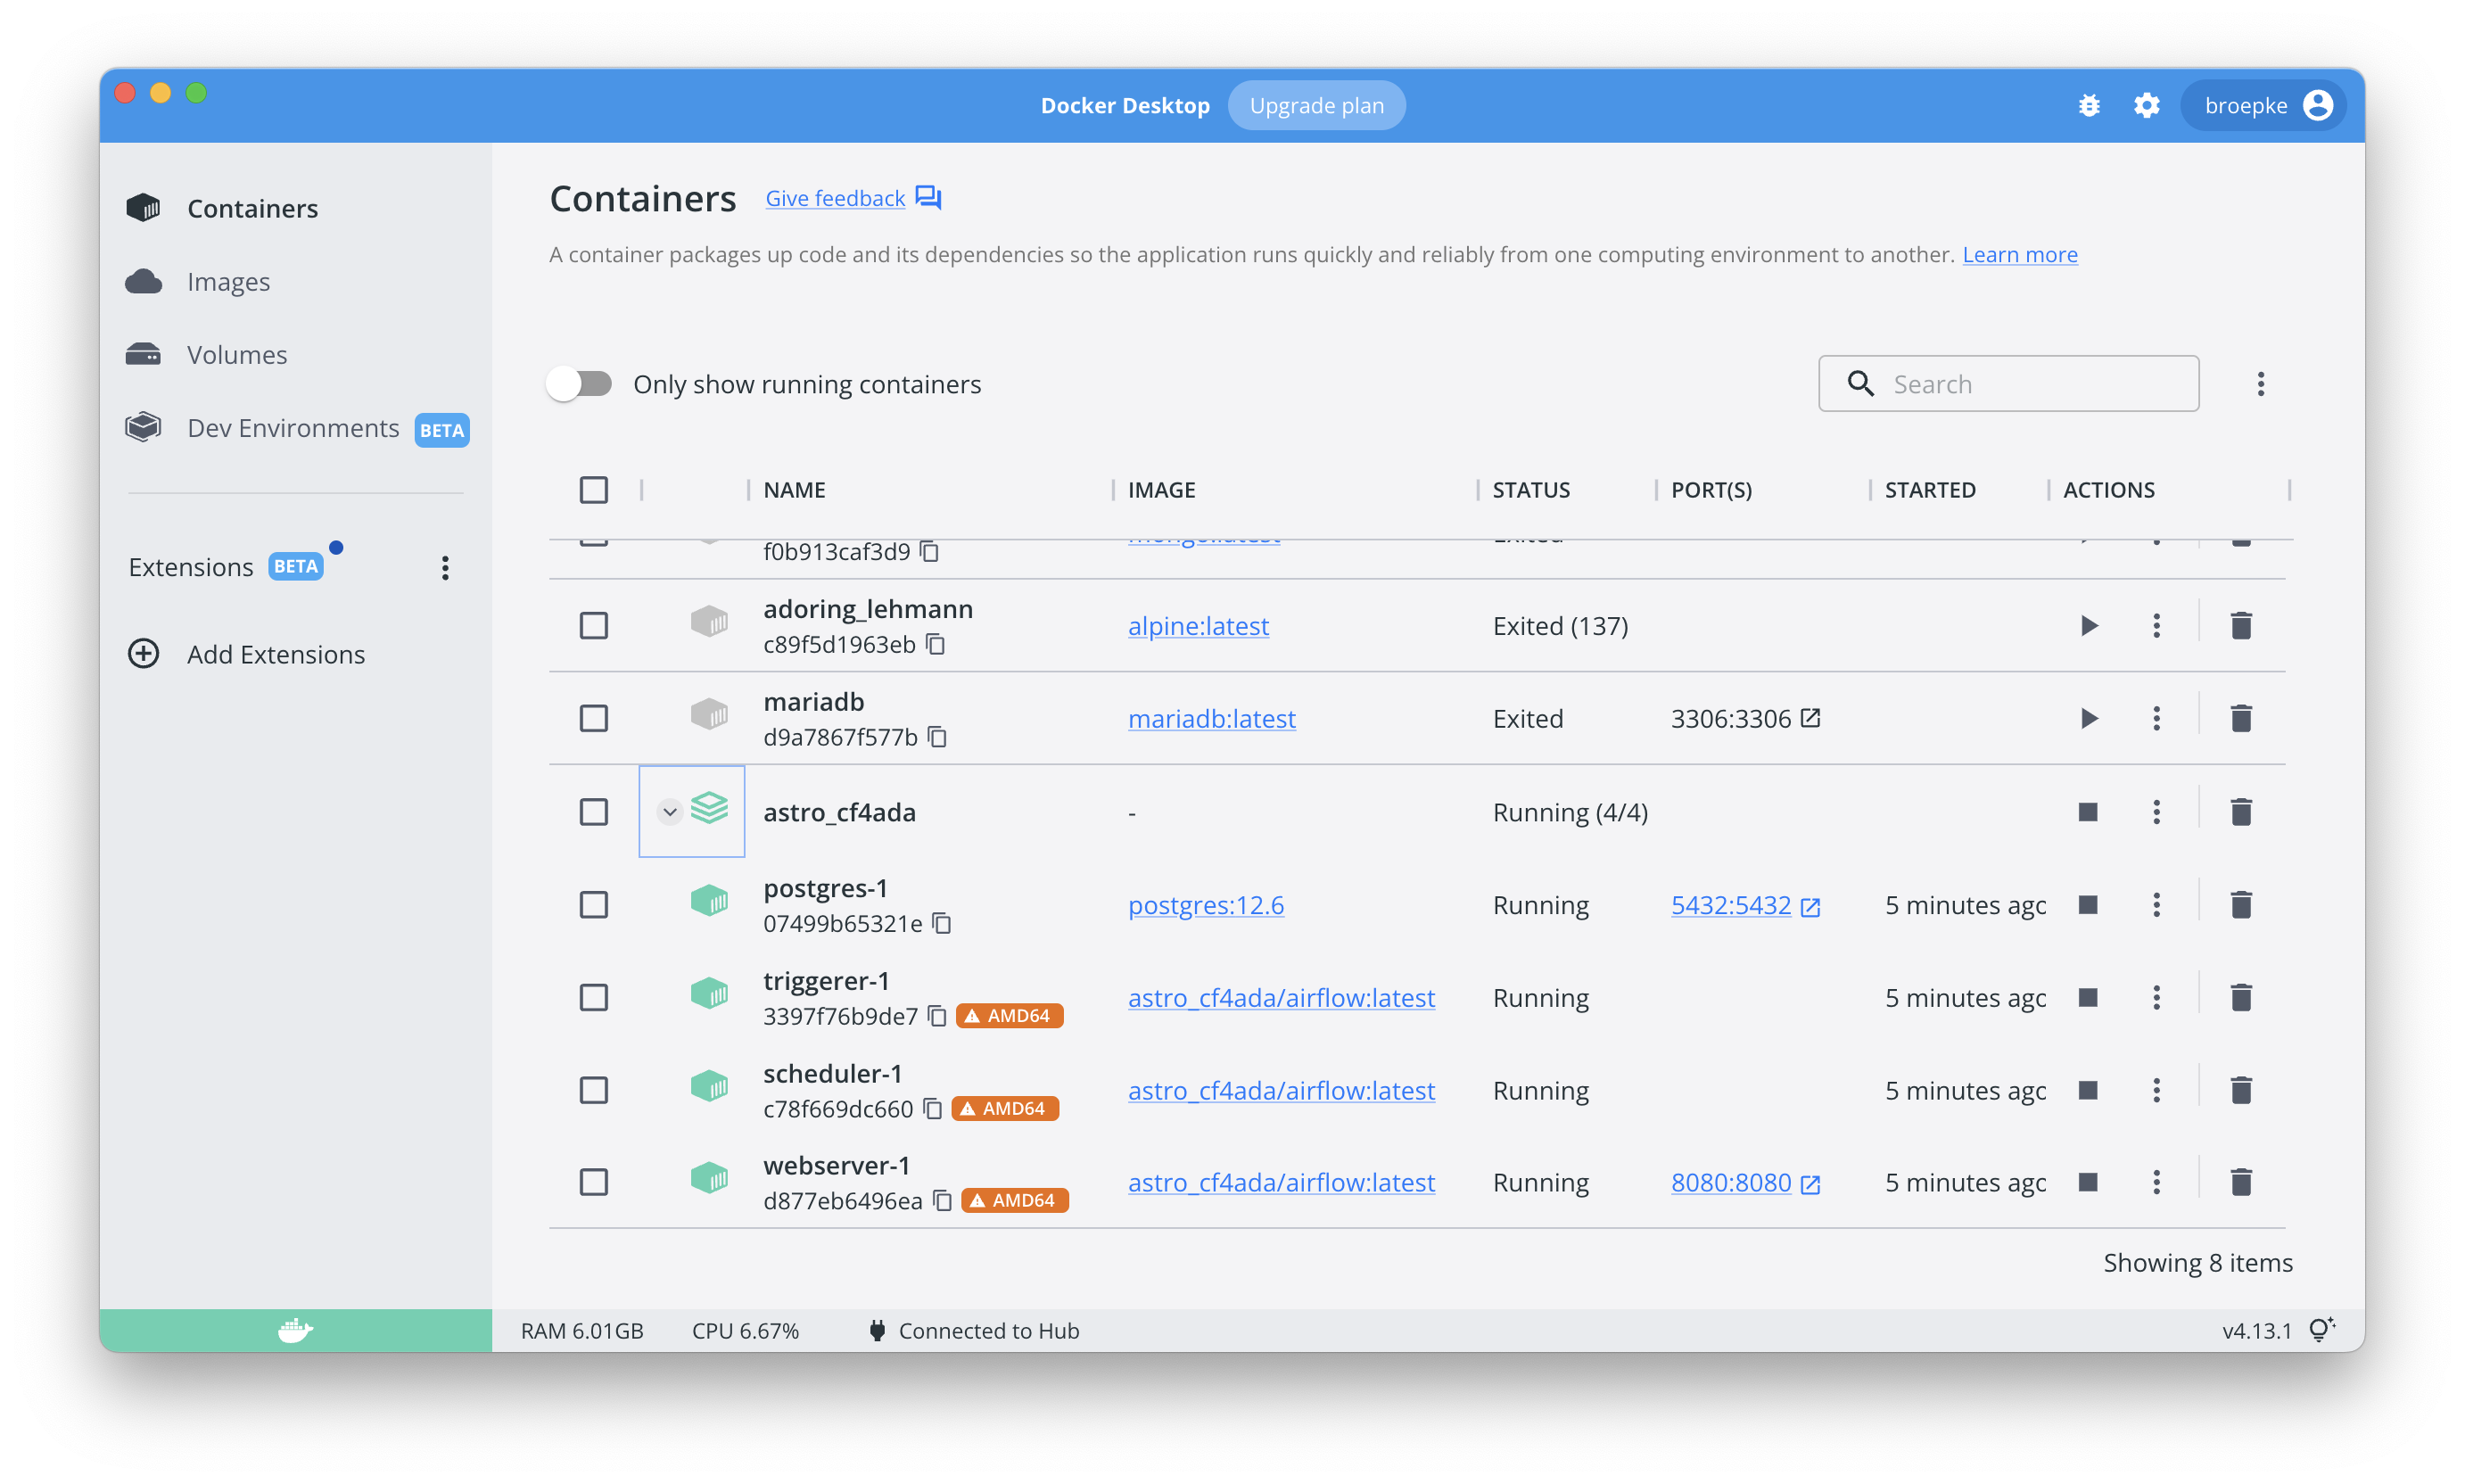 Docker Desktop Upgrade plan broepke
Containers
Images
Volumes
Dev Environments BETA
Extensions BETA
Add Extensions
Containers Give feedback
A container packages up code and its dependencies so the application runs quickly and reliably from one computing environment to another. Learn more
Only show running containers Search
NAME IMAGE STATUS PORT(S) STARTED ACTIONS
f0b913caf3d9
adoring_lehmann
c89f5d1963eb alpine:latest Exited (137)
mariadb
d9a7867f577b mariadb:latest Exited 3306:3306
astro_cf4ada - Running (4/4)
postgres-1
07499b65321e postgres:12.6 Running 5432:5432 5 minutes ago
triggerer-1
3397f76b9de7 AMD64 astro_cf4ada/airflow:latest Running 5 minutes ago
scheduler-1
c78f669dc660 AMD64 astro_cf4ada/airflow:latest Running 5 minutes ago
webserver-1
d877eb6496ea AMD64 astro_cf4ada/airflow:latest Running 8080:8080 5 minutes ago
Showing 8 items
RAM 6.01GB CPU 6.67% Connected to Hub v4.13.1